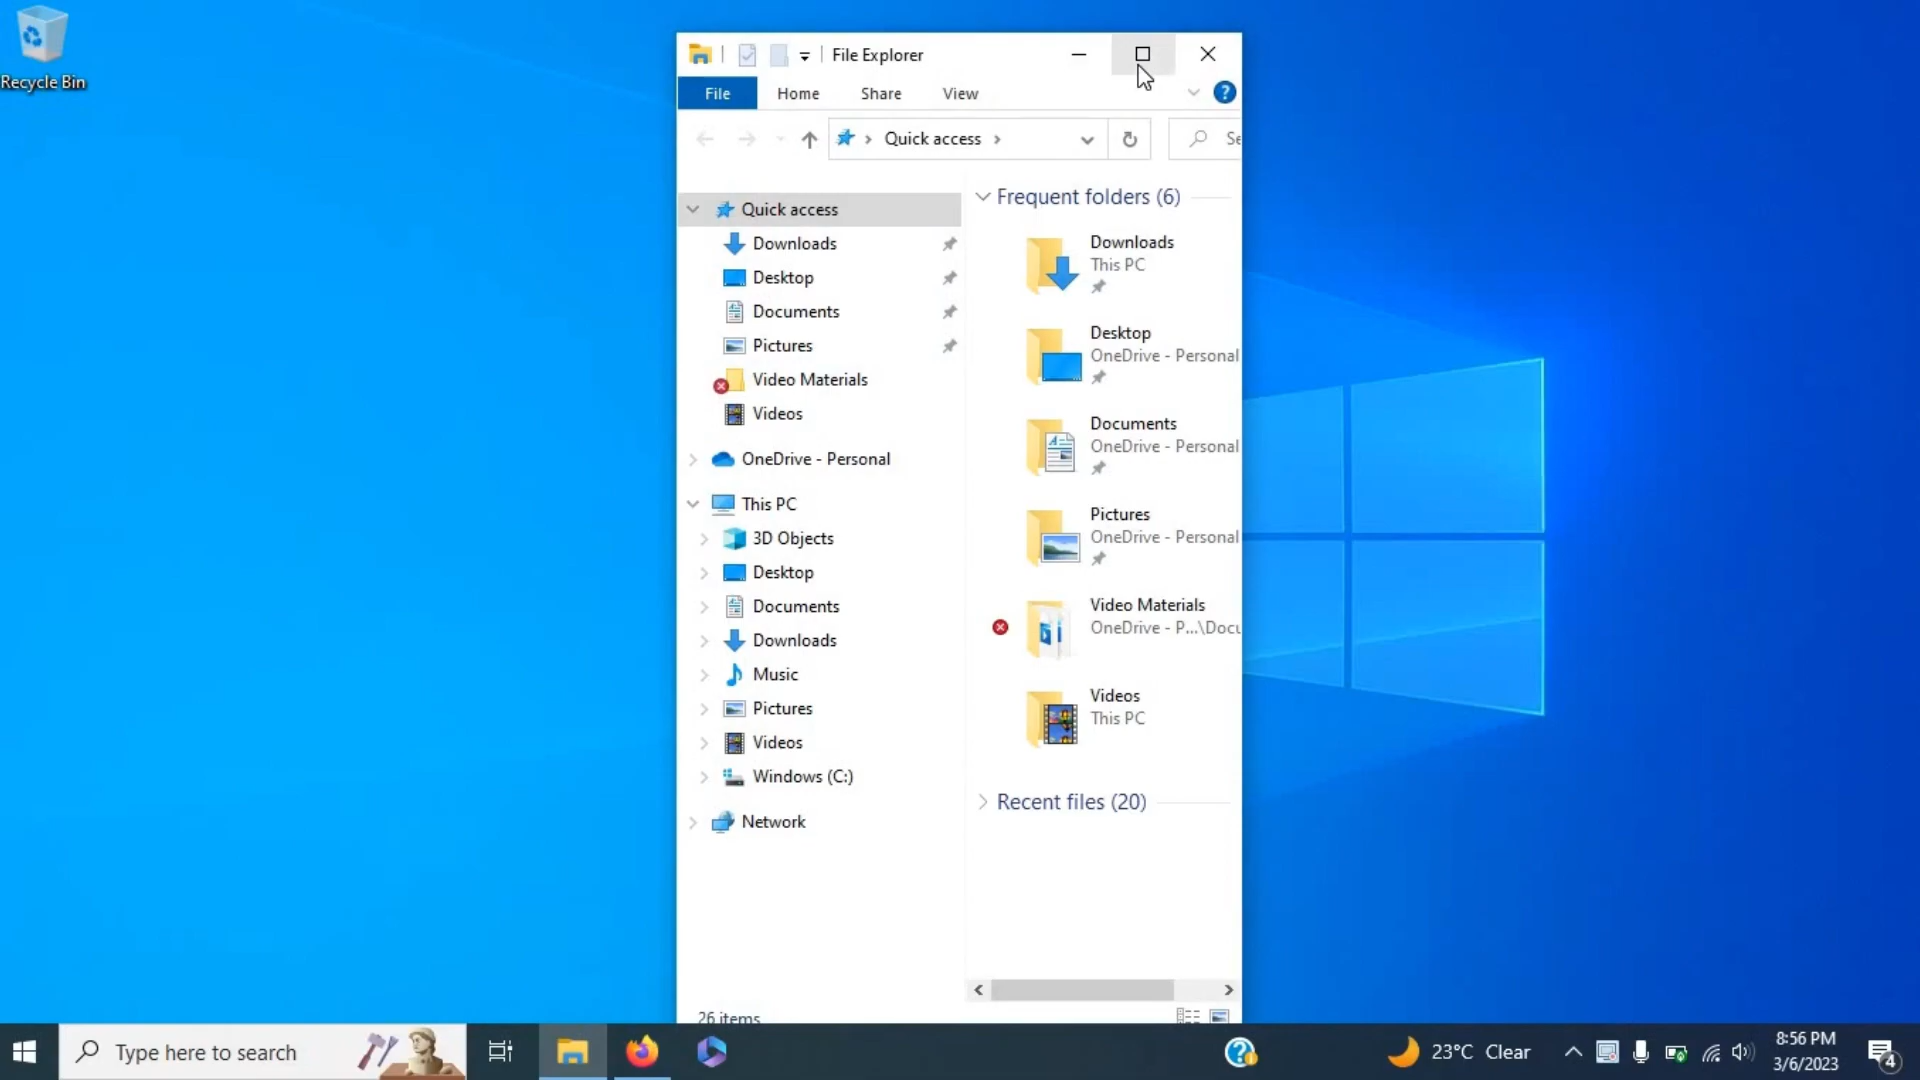 Recycle Bin
File Explorer
File
Home
Share
View
?
Quick access
Quick access
Downloads
Desktop
Documents
Pictures
Video Materials
Videos
OneDrive - Personal
This PC
3D Objects
Desktop
Documents
Downloads
Music
Pictures
Videos
Windows (C:)
Network
Frequent folders (6)
Downloads
This PC
Desktop
OneDrive - Personal
Documents
OneDrive - Personal
Pictures
OneDrive - Personal
Video Materials
OneDrive - P...\Docu
Videos
This PC
Recent files (20)
26 items
Type here to search
23°C Clear
8:56 PM
3/6/2023
4